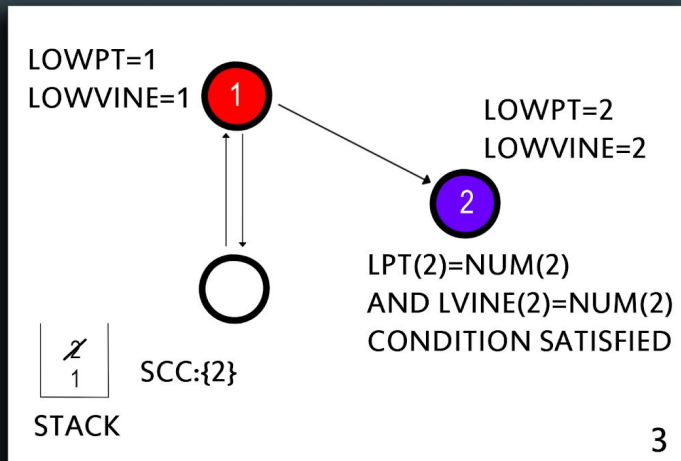 LOWPT=1
LOWVINE=1
1
LOWPT=2
LOWVINE=2
2
LPT(2)=NUM(2)
AND LVINE(2)=NUM(2)
CONDITION SATISFIED
2
1
SCC:{2}
STACK
3